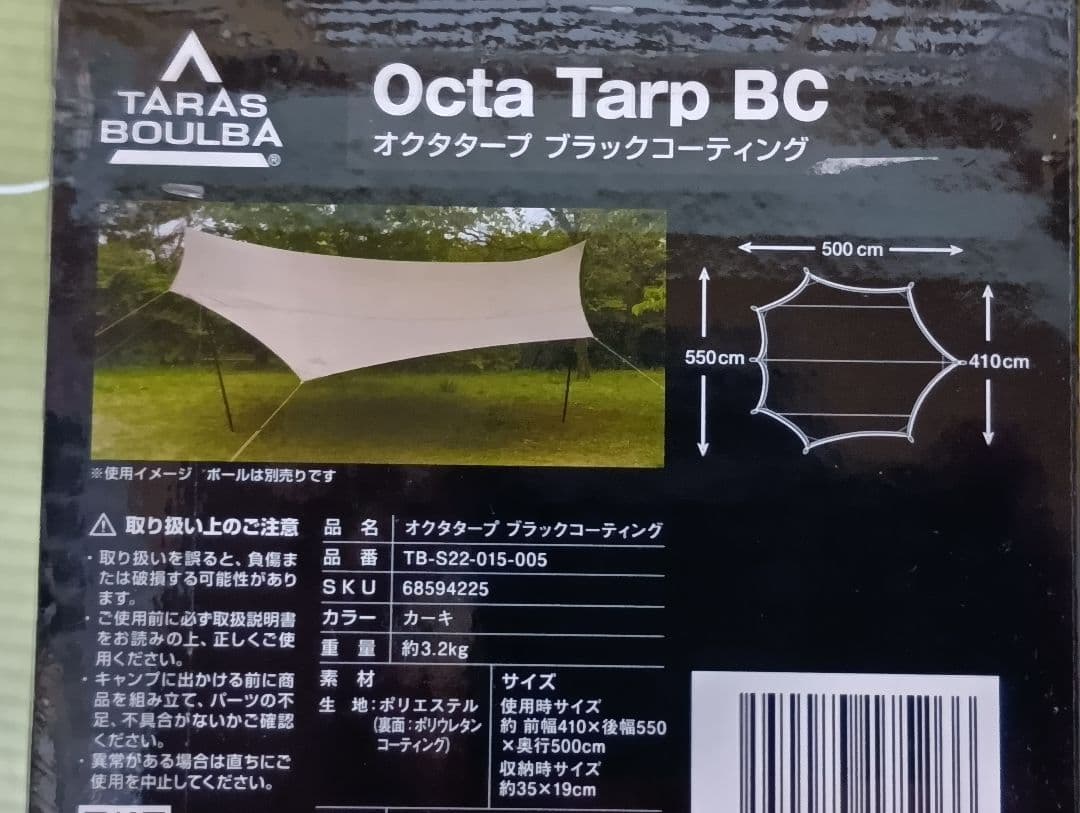 TARAS
BOULBA®
Octa Tarp BC
オクタタープ ブラックコーティング
500 cm
550cm
410cm
※使用イメージ *ポールは別売りです
取り扱い上のご注意
・取り扱いを誤ると、負傷ま
たは破損する可能性があり
ます。
・ご使用前に必ず取扱説明書
をお読みの上、正しくご使
用ください。
・キャンプに出かける前に商
品を組み立て、パーツの不
足、不具合がないかご確認
ください。
・異常がある場合は直ちにご
使用を中止してください。
品 名 オクタタープ ブラックコーティング
品 番 TB-S22-015-005
SKU 68594225
カラー カーキ
重 量 約3.2kg
素 材
生 地:ポリエステル
(裏面:ポリウレタン
コーティング)
サイズ
使用時サイズ
約 前幅410×後幅550
×奥行500cm
収納時サイズ
約35×19cm